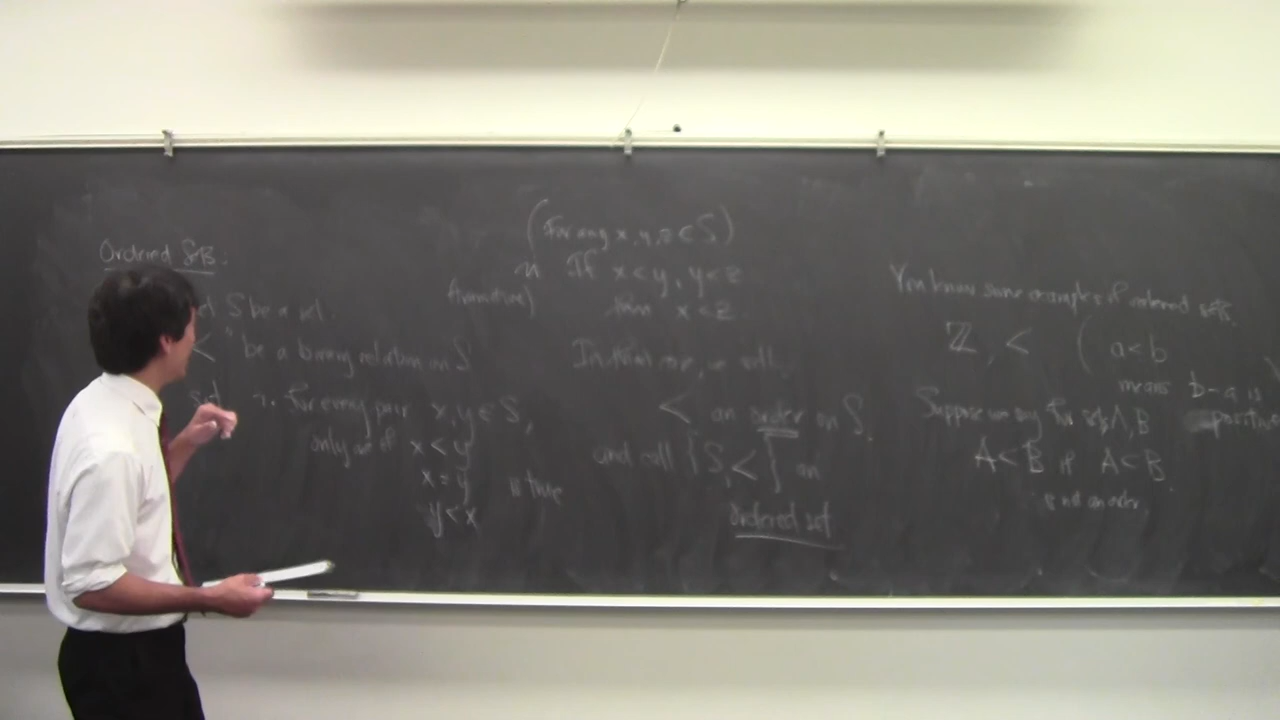 Ordered Sets:
S be a set.
< " be a binary relation on S
1. For every pair x, y ∈ S,
only one of x < y
x = y is true
y < x
(For any x, y, z ∈ S)
If x < y, y < z
(transitive) then x < z.
In this case, we call
< an order on S.
and call {S, <} an
ordered set
You know some examples of ordered sets.
ℤ, < ( a < b
means b - a is
positive
Suppose we say for sets A, B
A < B if A ⊂ B.
is not an order.